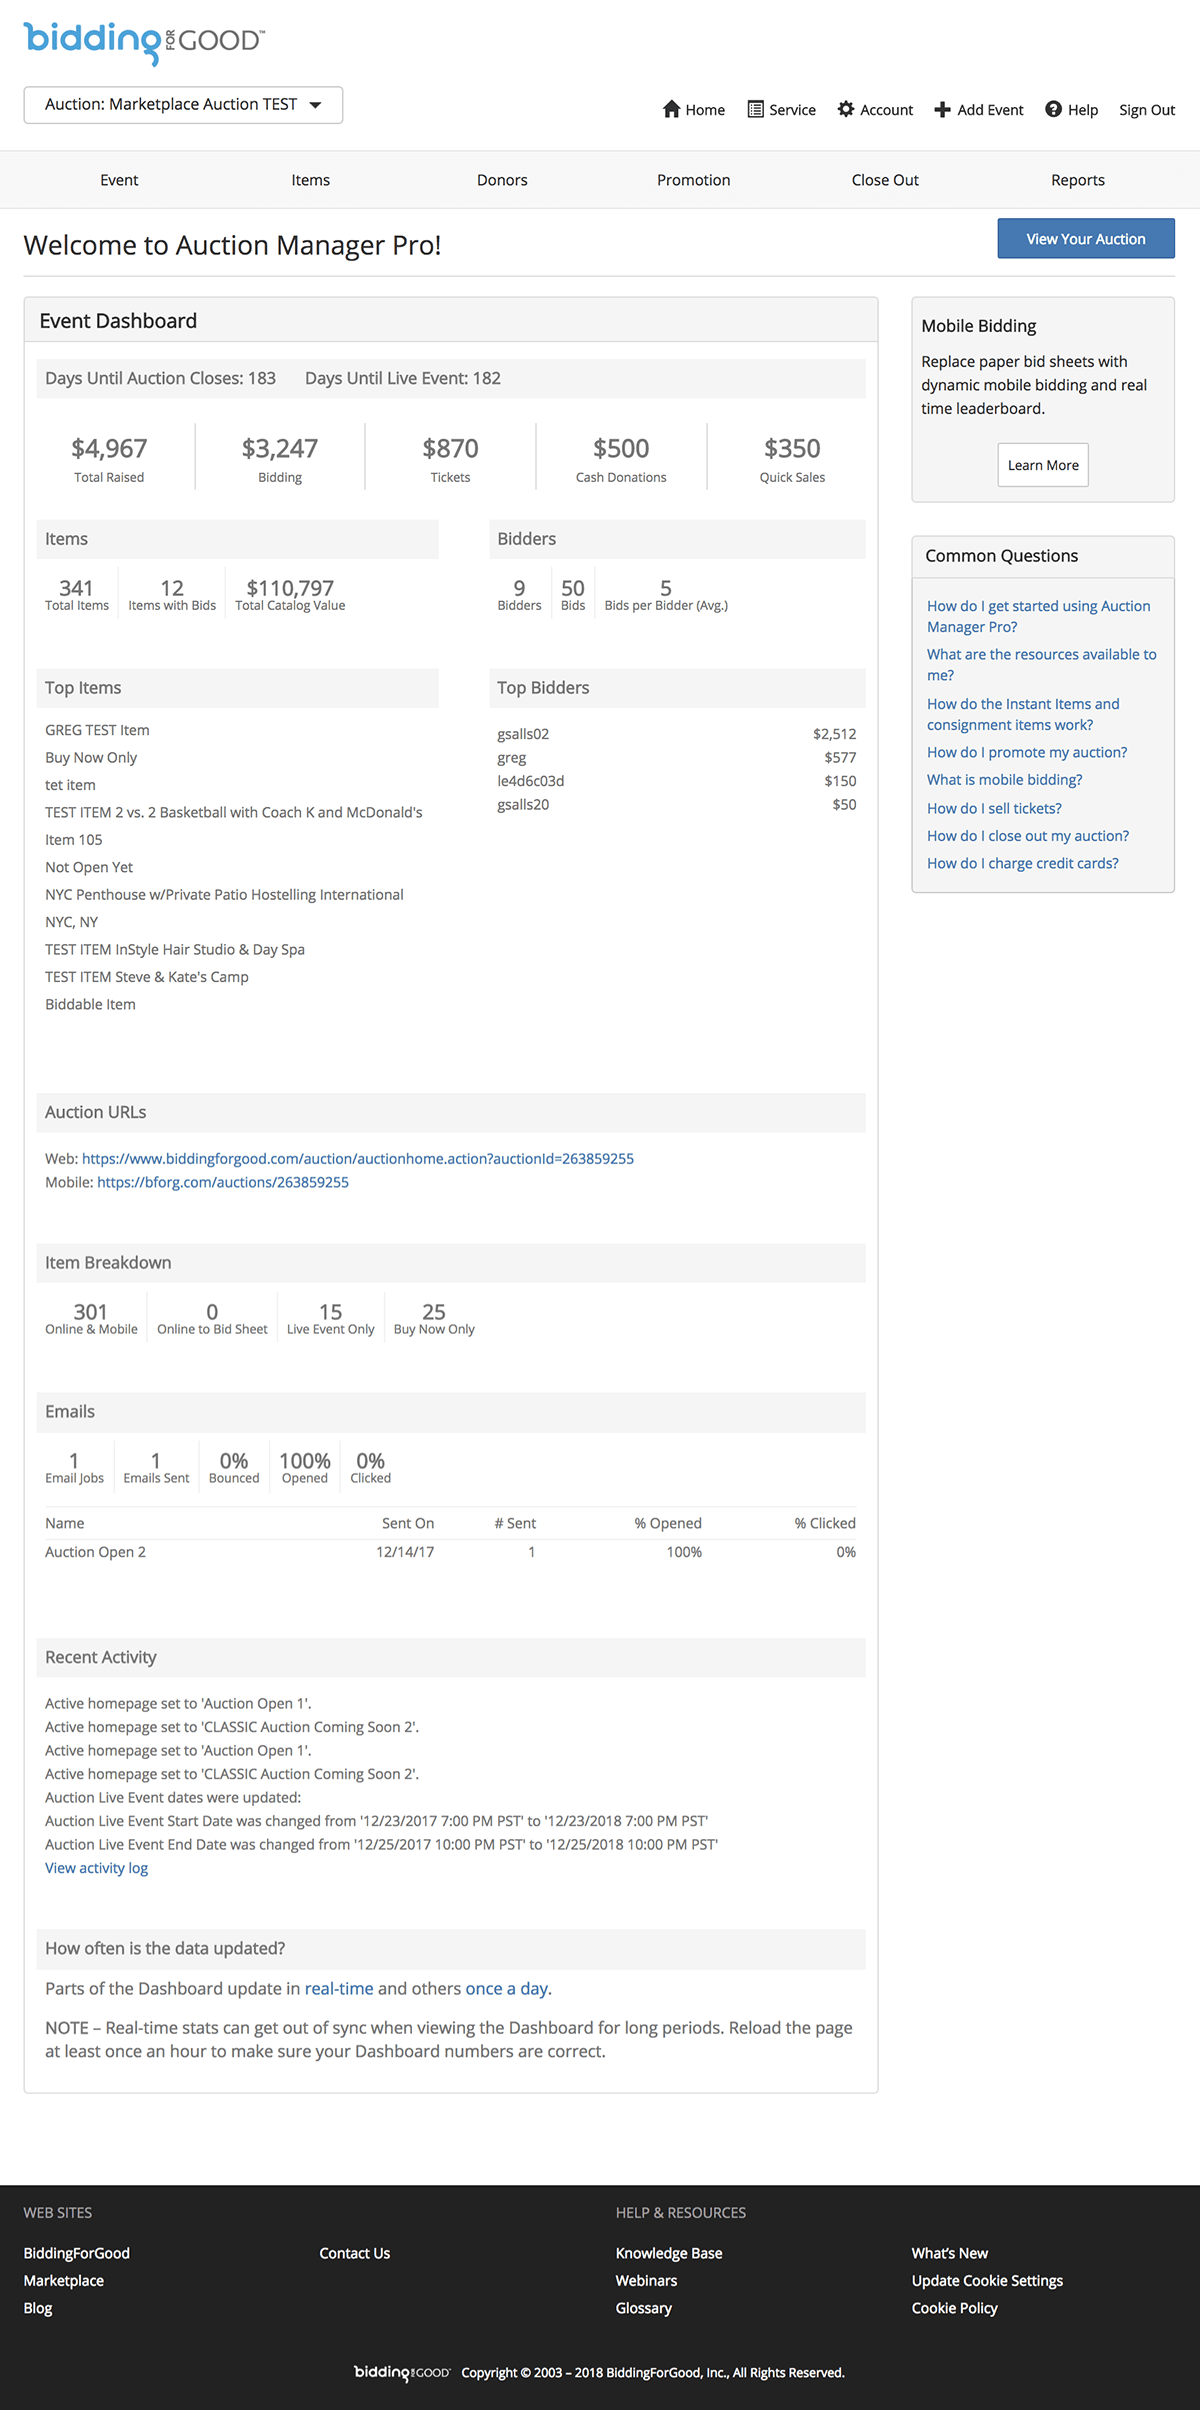 bidding FOR GOOD™
Auction: Marketplace Auction TEST
Home Service Account Add Event Help Sign Out
Event Items Donors Promotion Close Out Reports
Welcome to Auction Manager Pro!
View Your Auction
Event Dashboard
Days Until Auction Closes: 183 Days Until Live Event: 182
$4,967 $3,247 $870 $500 $350
Total Raised Bidding Tickets Cash Donations Quick Sales
Items
341 12 $110,797
Total Items Items with Bids Total Catalog Value
Bidders
9 50 5
Bidders Bids Bids per Bidder (Avg.)
Top Items
GREG TEST Item
Buy Now Only
tet item
TEST ITEM 2 vs. 2 Basketball with Coach K and McDonald's
Item 105
Not Open Yet
NYC Penthouse w/Private Patio Hostelling International
NYC, NY
TEST ITEM InStyle Hair Studio & Day Spa
TEST ITEM Steve & Kate's Camp
Biddable Item
Top Bidders
gsalls02 $2,512
greg $577
le4d6c03d $150
gsalls20 $50
Auction URLs
Web: https://www.biddingforgood.com/auction/auctionhome.action?auctionId=263859255
Mobile: https://bforg.com/auctions/263859255
Item Breakdown
301 0 15 25
Online & Mobile Online to Bid Sheet Live Event Only Buy Now Only
Emails
1 1 0% 100% 0%
Email Jobs Emails Sent Bounced Opened Clicked
Name Sent On # Sent % Opened % Clicked
Auction Open 2 12/14/17 1 100% 0%
Recent Activity
Active homepage set to 'Auction Open 1'.
Active homepage set to 'CLASSIC Auction Coming Soon 2'.
Active homepage set to 'Auction Open 1'.
Active homepage set to 'CLASSIC Auction Coming Soon 2'.
Auction Live Event dates were updated:
Auction Live Event Start Date was changed from '12/23/2017 7:00 PM PST' to '12/23/2018 7:00 PM PST'
Auction Live Event End Date was changed from '12/25/2017 10:00 PM PST' to '12/25/2018 10:00 PM PST'
View activity log
How often is the data updated?
Parts of the Dashboard update in real-time and others once a day.
NOTE – Real-time stats can get out of sync when viewing the Dashboard for long periods. Reload the page
at least once an hour to make sure your Dashboard numbers are correct.
Mobile Bidding
Replace paper bid sheets with
dynamic mobile bidding and real
time leaderboard.
Learn More
Common Questions
How do I get started using Auction
Manager Pro?
What are the resources available to
me?
How do the Instant Items and
consignment items work?
How do I promote my auction?
What is mobile bidding?
How do I sell tickets?
How do I close out my auction?
How do I charge credit cards?
WEB SITES HELP & RESOURCES
BiddingForGood Contact Us Knowledge Base What's New
Marketplace Webinars Update Cookie Settings
Blog Glossary Cookie Policy
bidding FOR GOOD Copyright © 2003 – 2018 BiddingForGood, Inc., All Rights Reserved.